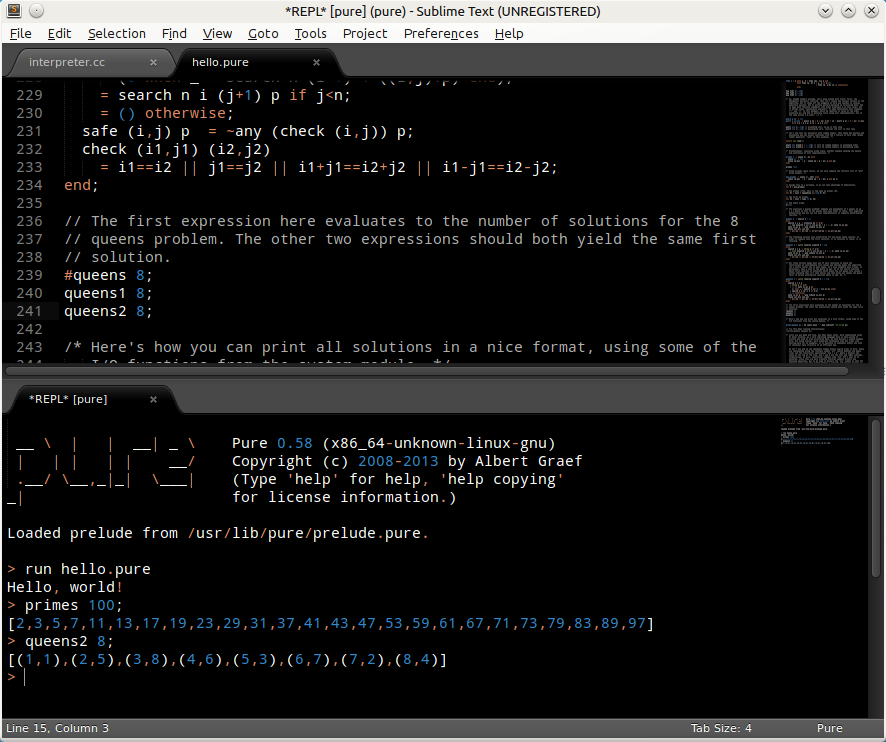 *REPL* [pure] (pure) - Sublime Text (UNREGISTERED)
File Edit Selection Find View Goto Tools Project Preferences Help
interpreter.cc × hello.pure ×
229 = search n i (j+1) p if j<n;
230 = () otherwise;
231 safe (i,j) p = ~any (check (i,j)) p;
232 check (i1,j1) (i2,j2)
233 = i1==i2 || j1==j2 || i1+j1==i2+j2 || i1-j1==i2-j2;
234 end;
235
236 // The first expression here evaluates to the number of solutions for the 8
237 // queens problem. The other two expressions should both yield the same first
238 // solution.
239 #queens 8;
240 queens1 8;
241 queens2 8;
242
243 /* Here's how you can print all solutions in a nice format, using some of the
244 I/O functions from the system module. */
*REPL* [pure] ×
Pure 0.58 (x86_64-unknown-linux-gnu)
Copyright (c) 2008-2013 by Albert Graef
(Type 'help' for help, 'help copying'
for license information.)
Loaded prelude from /usr/lib/pure/prelude.pure.
> run hello.pure
Hello, world!
> primes 100;
[2,3,5,7,11,13,17,19,23,29,31,37,41,43,47,53,59,61,67,71,73,79,83,89,97]
> queens2 8;
[(1,1),(2,5),(3,8),(4,6),(5,3),(6,7),(7,2),(8,4)]
>
Line 15, Column 3 Tab Size: 4 Pure